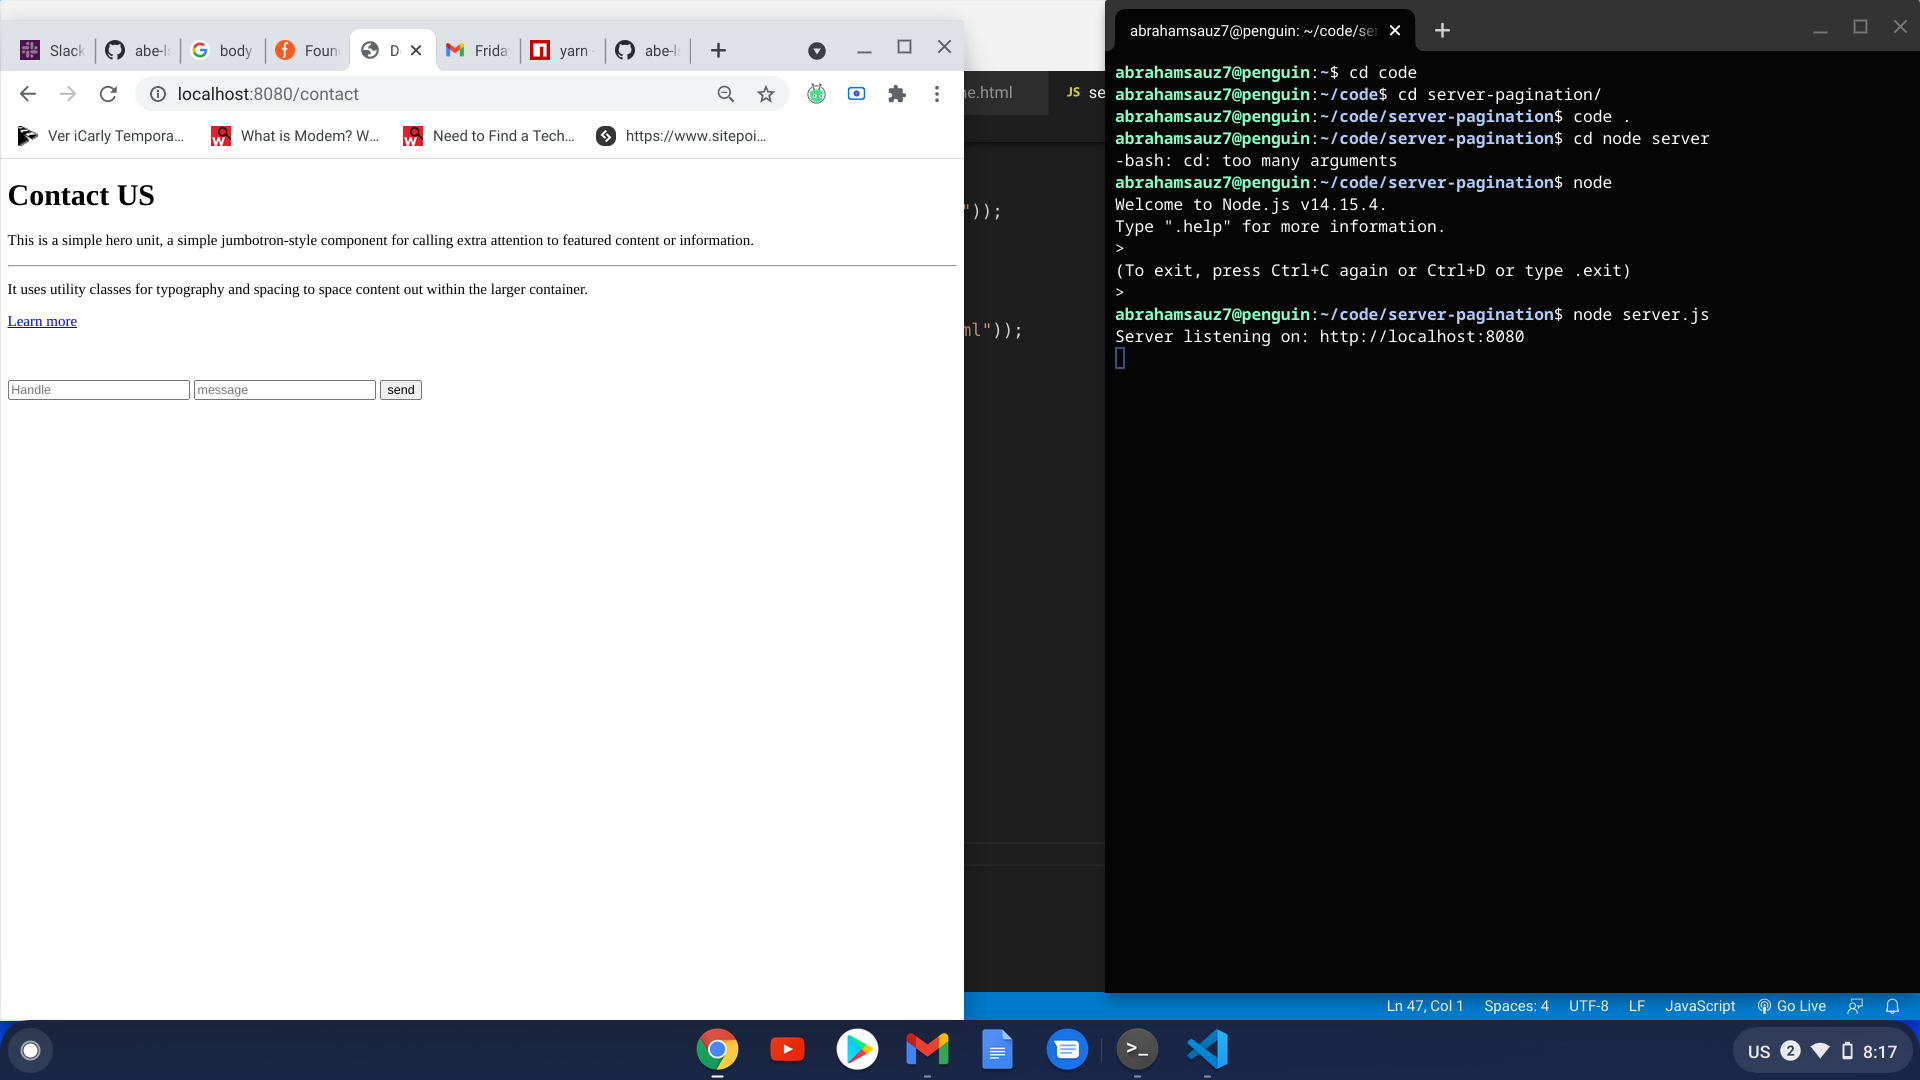 Slack
abe-l
body
Foun
D
Frida
yarn -
abe-l
localhost:8080/contact
Ver iCarly Tempora...
What is Modem? W...
Need to Find a Tech...
https://www.sitepoi...
Contact US
This is a simple hero unit, a simple jumbotron-style component for calling extra attention to featured content or information.
It uses utility classes for typography and spacing to space content out within the larger container.
Learn more
Handle message send
e.html
JS se
"));
ml"));
abrahamsauz7@penguin: ~/code/ser
abrahamsauz7@penguin:~$ cd code
abrahamsauz7@penguin:~/code$ cd server-pagination/
abrahamsauz7@penguin:~/code/server-pagination$ code .
abrahamsauz7@penguin:~/code/server-pagination$ cd node server
-bash: cd: too many arguments
abrahamsauz7@penguin:~/code/server-pagination$ node
Welcome to Node.js v14.15.4.
Type ".help" for more information.
>
(To exit, press Ctrl+C again or Ctrl+D or type .exit)
>
abrahamsauz7@penguin:~/code/server-pagination$ node server.js
Server listening on: http://localhost:8080
Ln 47, Col 1 Spaces: 4 UTF-8 LF JavaScript Go Live
US 2 8:17